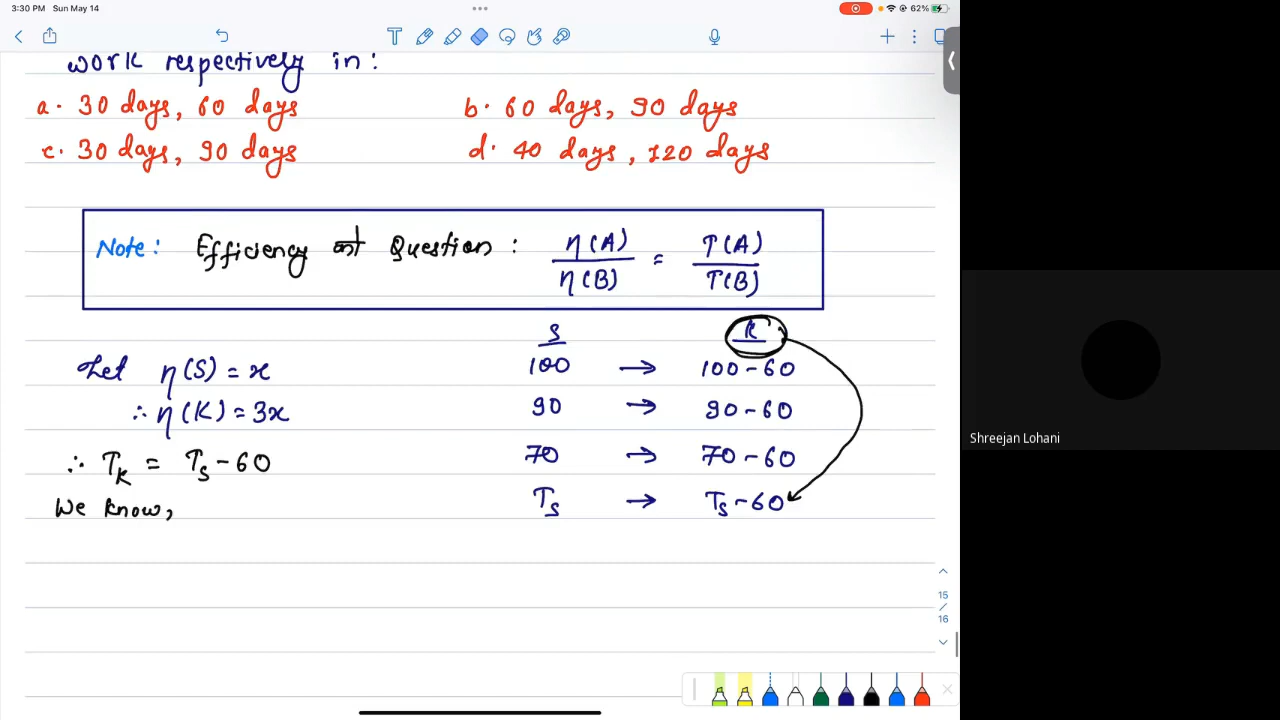 3:30 PM Sun May 14
62%
work respectively in:
a. 30 days, 60 days
b. 60 days, 90 days
c. 30 days, 90 days
d. 40 days, 120 days
Note: Efficiency Question: η(A)/η(B) = T(A)/T(B)
S K
Let η(S) = x
100 → 100-60
∴ η(K) = 3x
90 → 90-60
∴ T_K = T_S - 60
70 → 70-60
We know,
T_S → T_S - 60
15
/
16
Shreejan Lohani